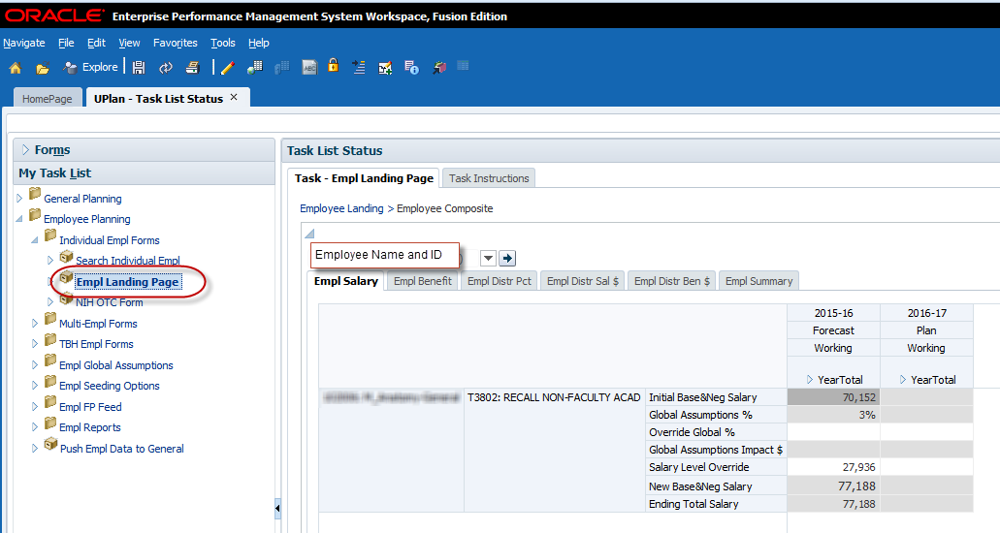 ORACLE Enterprise Performance Management System Workspace, Fusion Edition
Navigate File Edit View Favorites Tools Help
Explore ABC
HomePage UPlan - Task List Status ×
Forms
My Task List
General Planning
Employee Planning
Individual Empl Forms
Search Individual Empl
Empl Landing Page
NIH OTC Form
Multi-Empl Forms
TBH Empl Forms
Empl Global Assumptions
Empl Seeding Options
Empl FP Feed
Empl Reports
Push Empl Data to General
Task List Status
Task - Empl Landing Page Task Instructions
Employee Landing > Employee Composite
Employee Name and ID
Empl Salary Empl Benefit Empl Distr Pct Empl Distr Sal $ Empl Distr Ben $ Empl Summary
2015-16 2016-17
Forecast Plan
Working Working
YearTotal YearTotal
T3802: RECALL NON-FACULTY ACAD Initial Base&Neg Salary 70,152
Global Assumptions % 3%
Override Global %
Global Assumptions Impact $
Salary Level Override 27,936
New Base&Neg Salary 77,188
Ending Total Salary 77,188